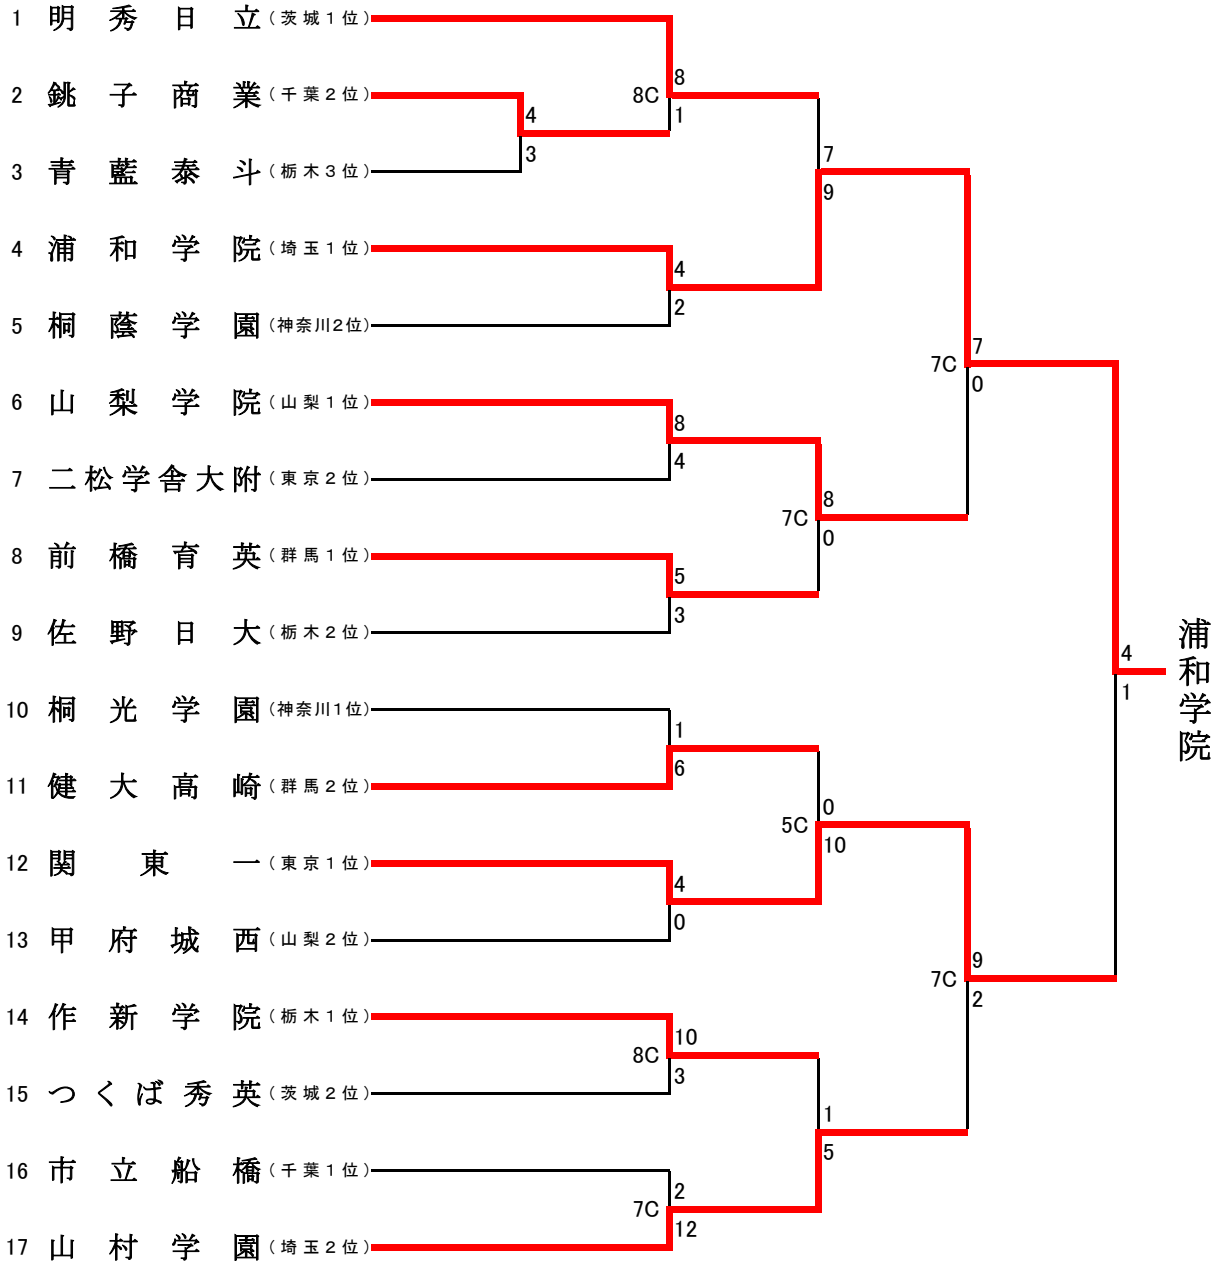 1 明秀日立(茨城1位)
8
8C
2 銚子商業(千葉2位)
4
1
3
7
3 青藍泰斗(栃木3位)
9
4 浦和学院(埼玉1位)
4
2
5 桐蔭学園(神奈川2位)
7
7C
0
6 山梨学院(山梨1位)
8
4
7 二松学舎大附(東京2位)
8
7C
0
8 前橋育英(群馬1位)
5
3
9 佐野日大(栃木2位)
4
1
浦和学院
10 桐光学園(神奈川1位)
1
6
11 健大高崎(群馬2位)
0
5C
10
12 関東一(東京1位)
4
0
13 甲府城西(山梨2位)
9
7C
2
14 作新学院(栃木1位)
10
8C
3
15 つくば秀英(茨城2位)
1
5
16 市立船橋(千葉1位)
2
7C
12
17 山村学園(埼玉2位)